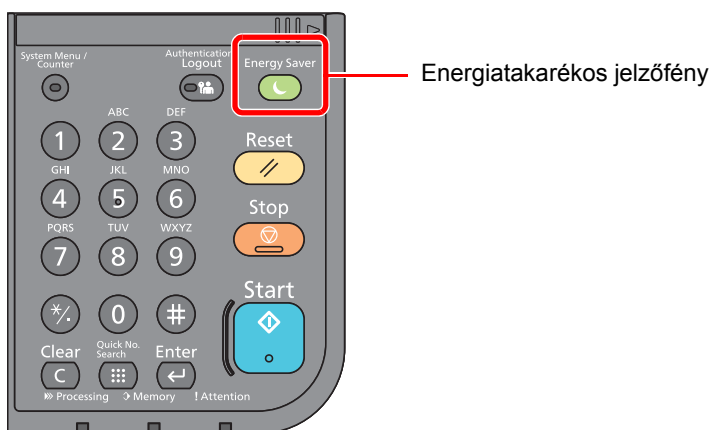 System Menu /
Counter
Authentication
Logout
Energy Saver
Energiatakarékos jelzőfény
ABC
DEF
1
2
3
Reset
GHI
JKL
MNO
4
5
6
Stop
PQRS
TUV
WXYZ
7
8
9
Start
*/.
0
#
Clear
Quick No.
Search
Enter
C
Processing
Memory
! Attention